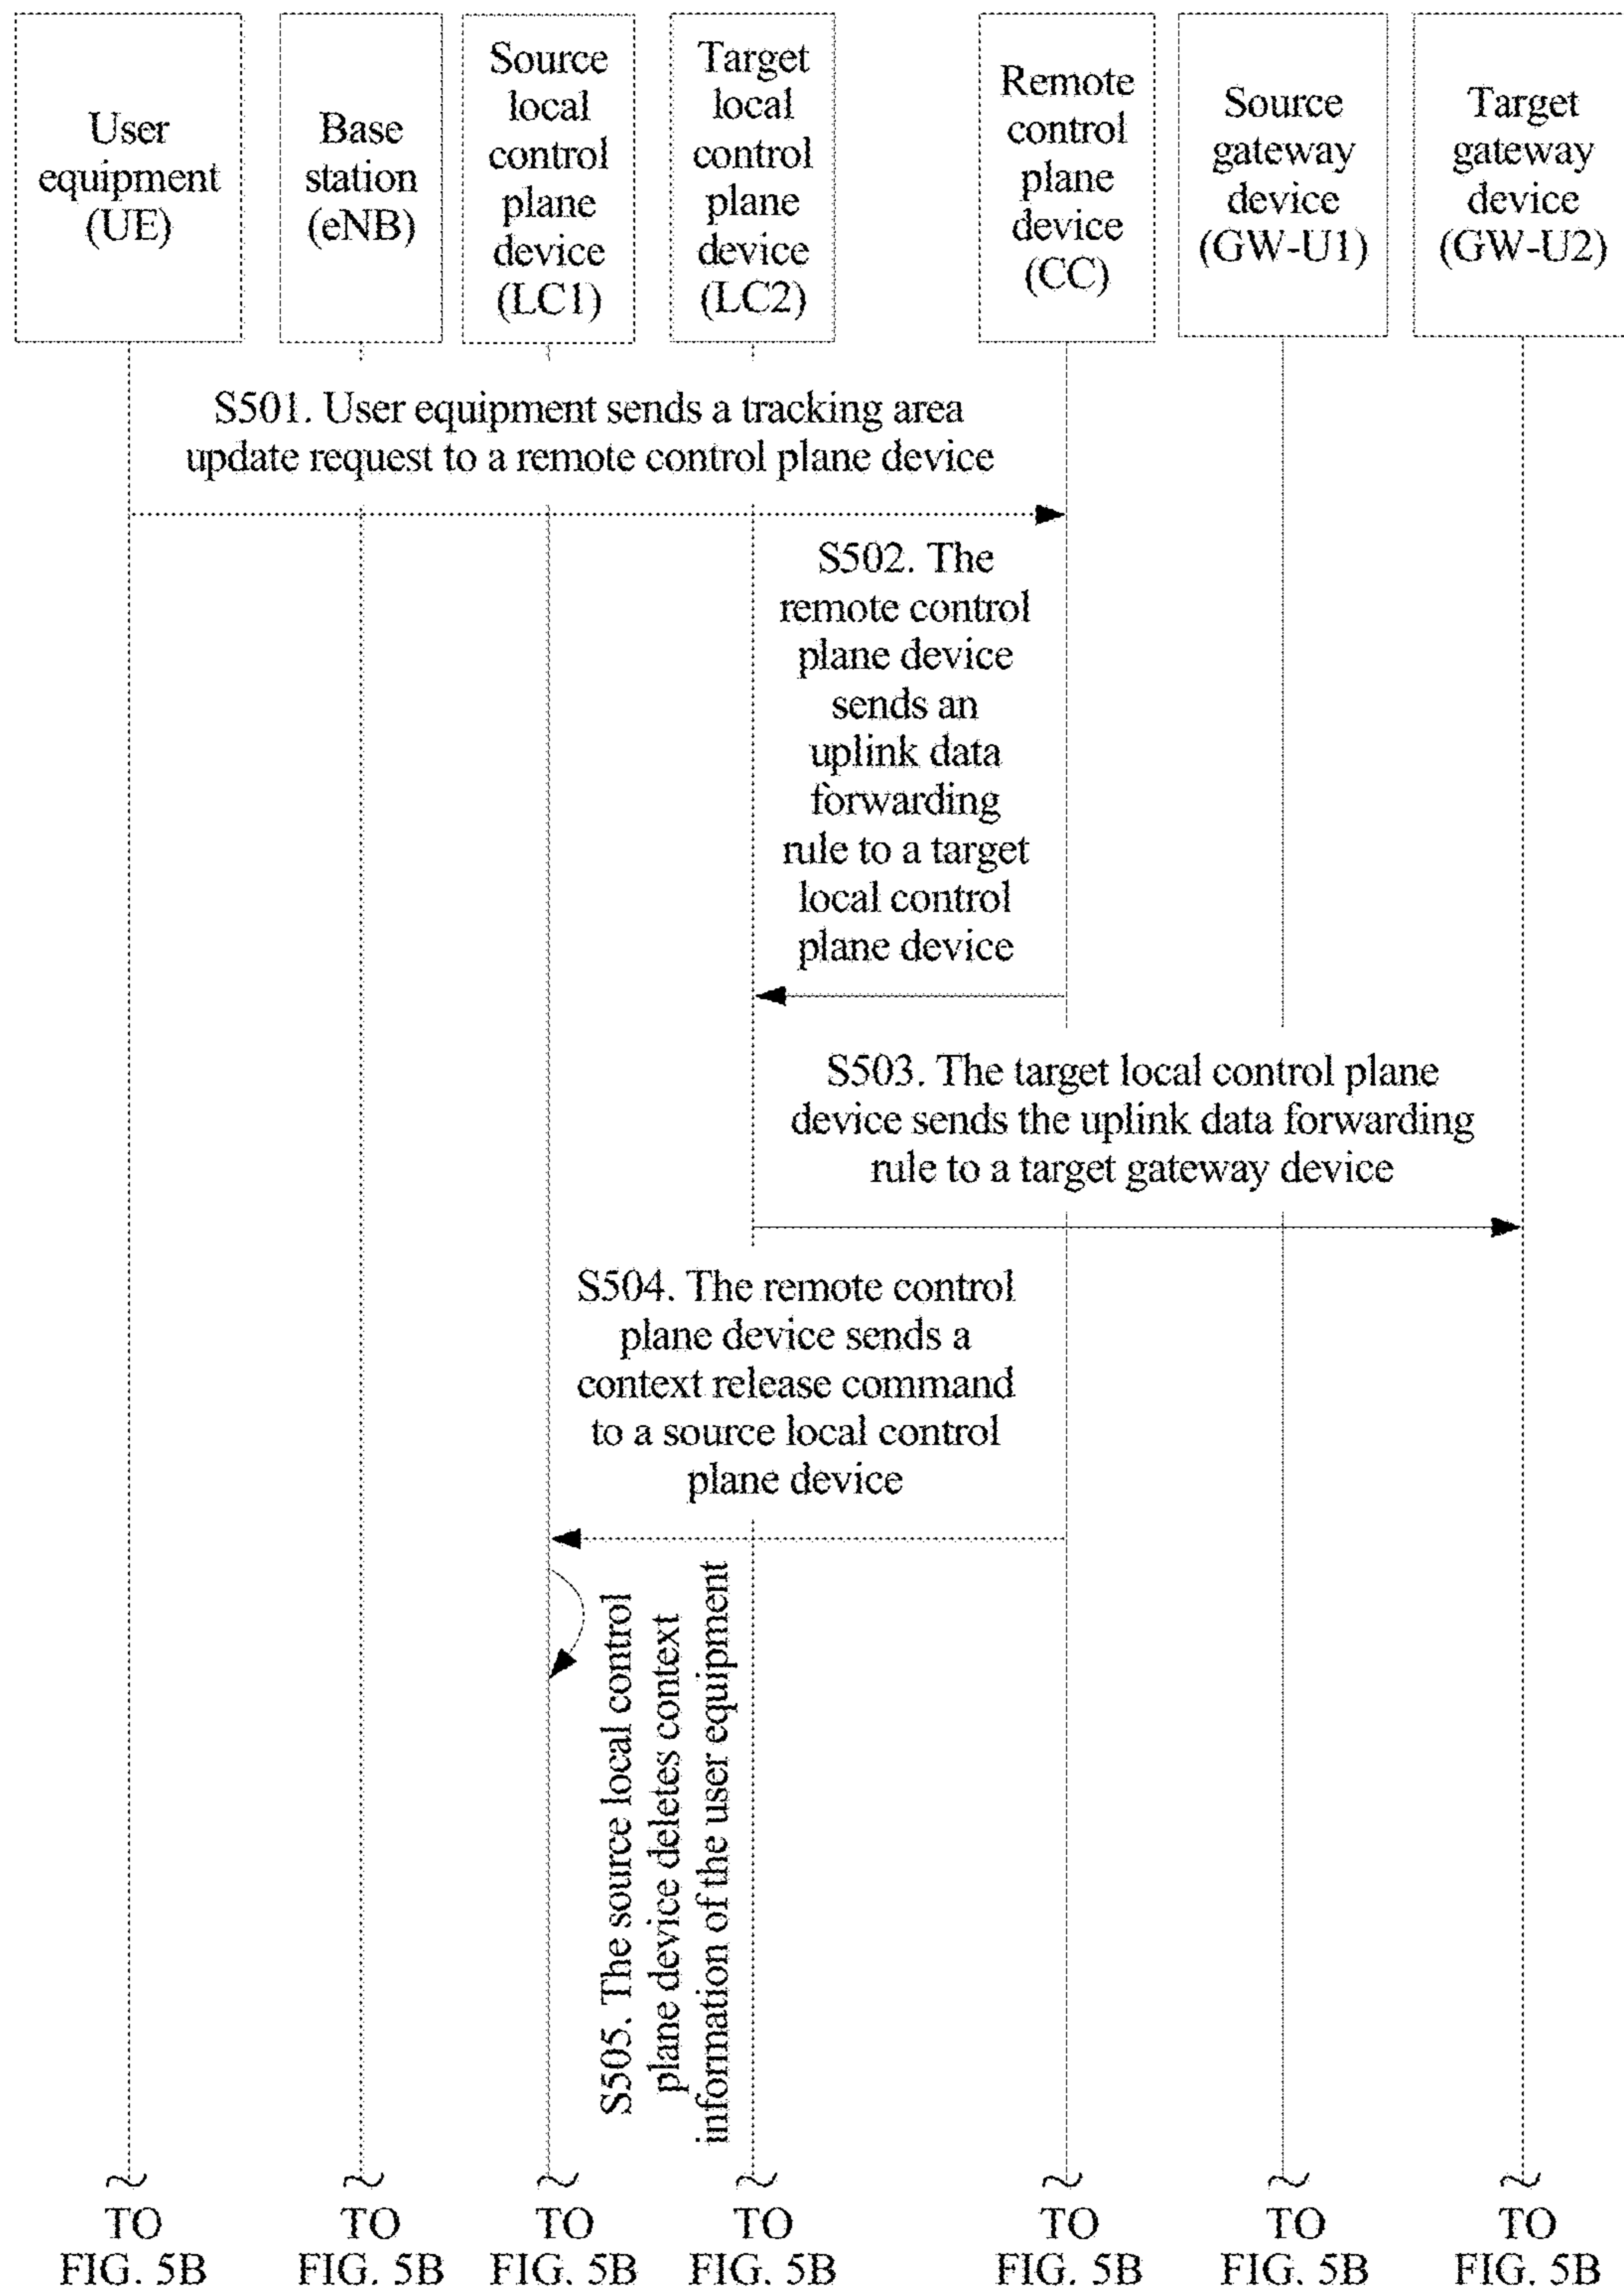 User
equipment
(UE)
Base
station
(eNB)
Source
local
control
plane
device
(LC1)
Target
local
control
plane
device
(LC2)
Remote
control
plane
device
(CC)
Source
gateway
device
(GW-U1)
Target
gateway
device
(GW-U2)
S501. User equipment sends a tracking area
update request to a remote control plane device
S502. The
remote control
plane device
sends an
uplink data
forwarding
rule to a target
local control
plane device
S503. The target local control plane
device sends the uplink data forwarding
rule to a target gateway device
S504. The remote control
plane device sends a
context release command
to a source local control
plane device
S505. The source local control
plane device deletes context
information of the user equipment
TO
FIG. 5B
TO
FIG. 5B
TO
FIG. 5B
TO
FIG. 5B
TO
FIG. 5B
TO
FIG. 5B
TO
FIG. 5B